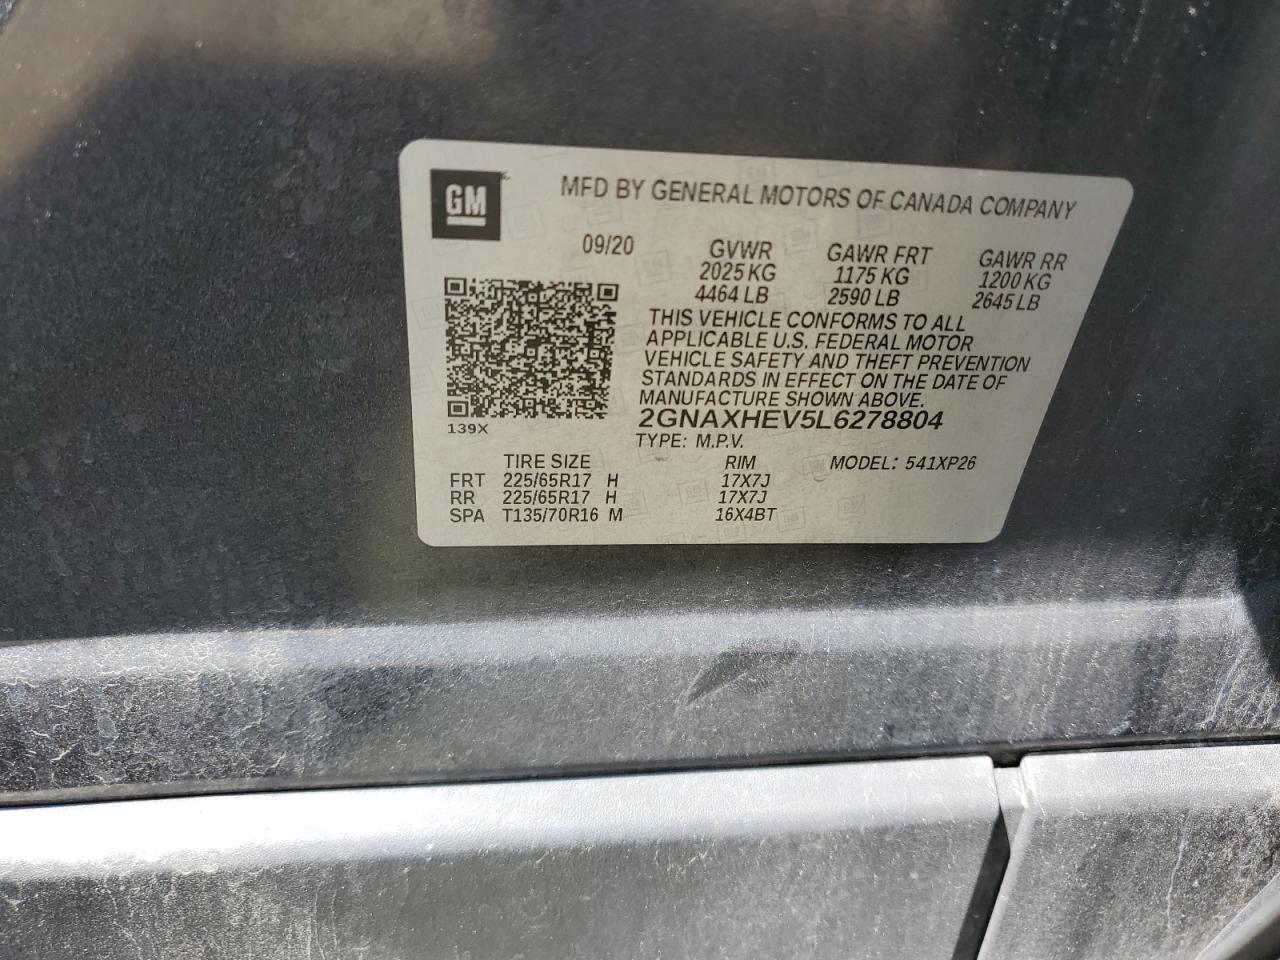 GM
MFD BY GENERAL MOTORS OF CANADA COMPANY
09/20 GVWR GAWR FRT GAWR RR
2025 KG 1175 KG 1200 KG
4464 LB 2590 LB 2645 LB
THIS VEHICLE CONFORMS TO ALL
APPLICABLE U.S. FEDERAL MOTOR
VEHICLE SAFETY AND THEFT PREVENTION
STANDARDS IN EFFECT ON THE DATE OF
MANUFACTURE SHOWN ABOVE.
2GNAXHEV5L6278804
139X
TYPE: M.P.V.
TIRE SIZE RIM MODEL: 541XP26
FRT 225/65R17 H 17X7J
RR 225/65R17 H 17X7J
SPA T135/70R16 M 16X4BT